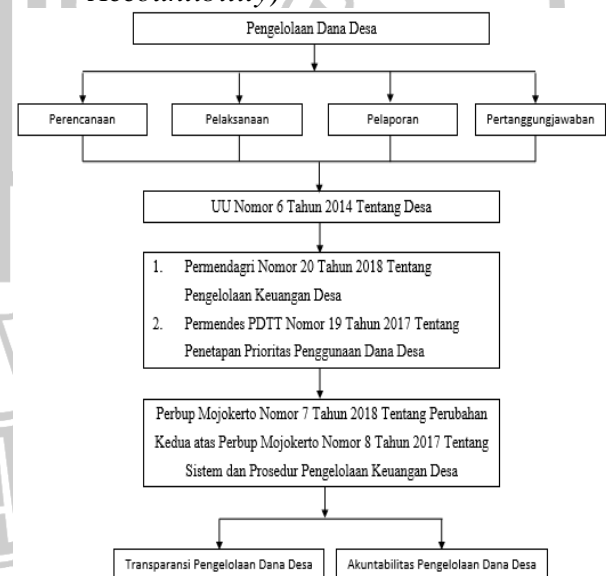 Accountability)
Pengelolaan Dana Desa
Perencanaan
Pelaksanaan
Pelaporan
Pertanggungjawaban
UU Nomor 6 Tahun 2014 Tentang Desa
1. Permendagri Nomor 20 Tahun 2018 Tentang
Pengelolaan Keuangan Desa
2. Permendes PDTT Nomor 19 Tahun 2017 Tentang
Penetapan Prioritas Penggunaan Dana Desa
Perbup Mojokerto Nomor 7 Tahun 2018 Tentang Perubahan
Kedua atas Perbup Mojokerto Nomor 8 Tahun 2017 Tentang
Sistem dan Prosedur Pengelolaan Keuangan Desa
Transparansi Pengelolaan Dana Desa
Akuntabilitas Pengelolaan Dana Desa